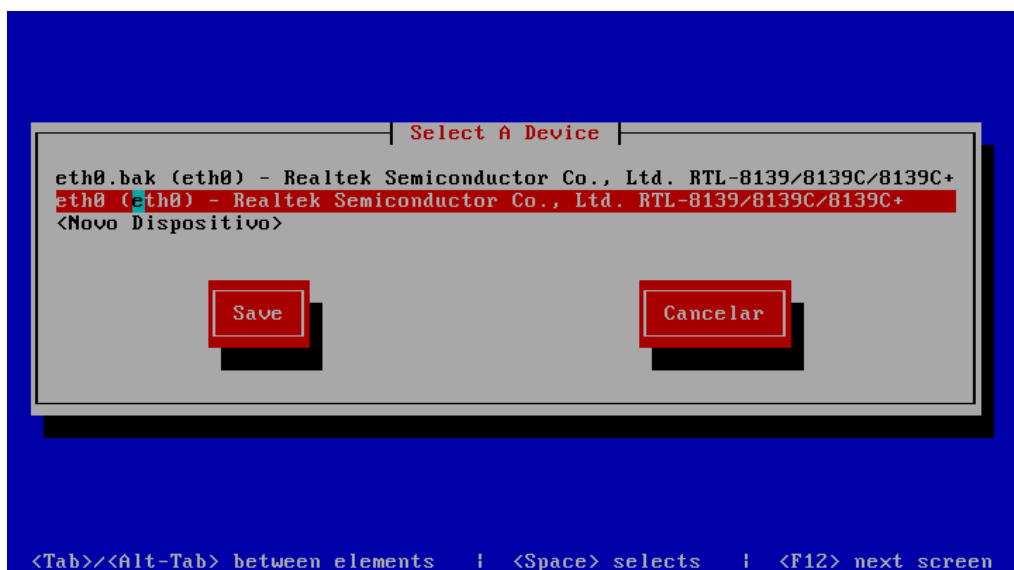 Select A Device
eth0.bak (eth0) - Realtek Semiconductor Co., Ltd. RTL-8139/8139C/8139C+
eth0 (eth0) - Realtek Semiconductor Co., Ltd. RTL-8139/8139C/8139C+
<Novo Dispositivo>
Save Cancelar
<Tab>/<Alt-Tab> between elements | <Space> selects | <F12> next screen